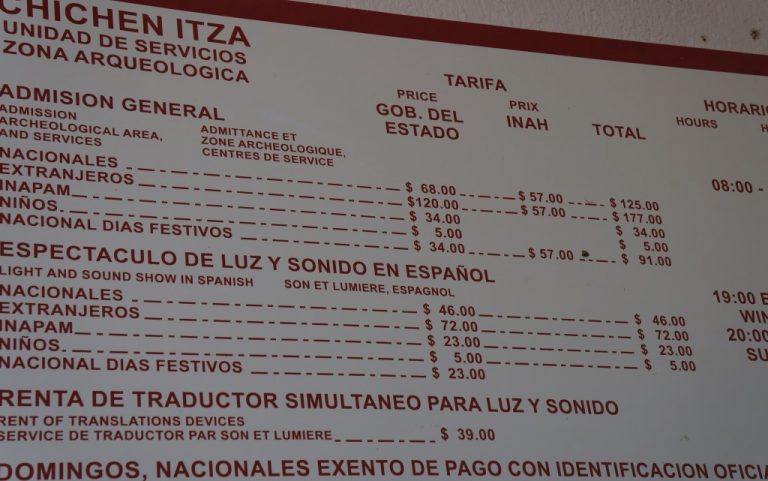 CHICHEN ITZA
UNIDAD DE SERVICIOS
ZONA ARQUEOLOGICA
TARIFA
PRICE PRIX HORARIO
GOB. DEL ESTADO INAH TOTAL HOURS
ADMISION GENERAL
ADMISSION ARCHEOLOGICAL AREA, AND SERVICES
ADMITTANCE ET ZONE ARCHEOLOGIQUE, CENTRES DE SERVICE
08:00 -
NACIONALES $ 68.00 $ 57.00 $ 125.00
EXTRANJEROS $120.00 $ 57.00 $ 177.00
INAPAM $ 34.00 $ 34.00
NIÑOS. $ 5.00 $ 5.00
NACIONAL DIAS FESTIVOS $ 34.00 $ 57.00 $ 91.00
ESPECTACULO DE LUZ Y SONIDO EN ESPAÑOL
LIGHT AND SOUND SHOW IN SPANISH SON ET LUMIERE, ESPAGNOL
19:00
WIN
20:00
SU
NACIONALES $ 46.00 $ 46.00
EXTRANJEROS $ 72.00 $ 72.00
INAPAM $ 23.00 $ 23.00
NIÑOS. $ 5.00 $ 5.00
NACIONAL DIAS FESTIVOS $ 23.00
RENTA DE TRADUCTOR SIMULTANEO PARA LUZ Y SONIDO
RENT OF TRANSLATIONS DEVICES
SERVICE DE TRADUCTOR PAR SON ET LUMIERE $ 39.00
DOMINGOS, NACIONALES EXENTO DE PAGO CON IDENTIFICACION OFICIA